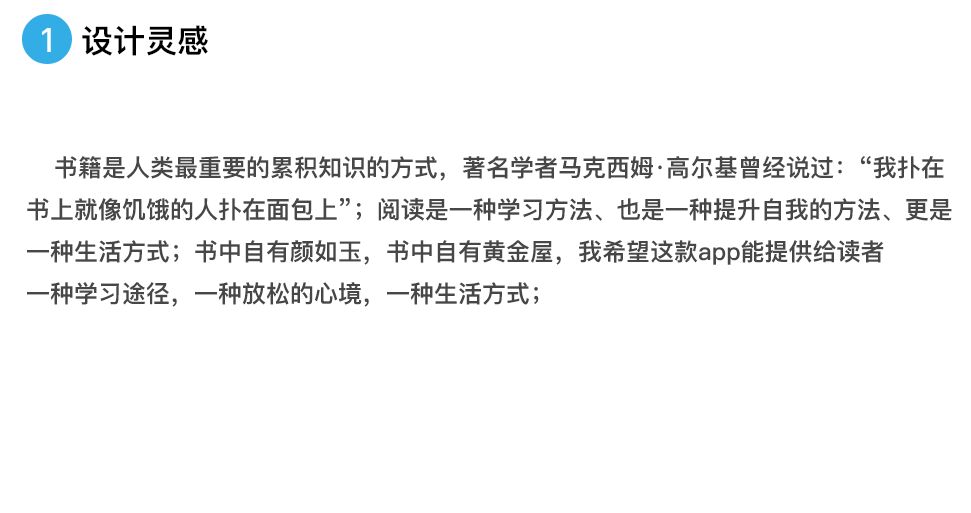 1 设计灵感
书籍是人类最重要的累积知识的方式，著名学者马克西姆·高尔基曾经说过：“我扑在
书上就像饥饿的人扑在面包上”；阅读是一种学习方法、也是一种提升自我的方法、更是
一种生活方式；书中自有颜如玉，书中自有黄金屋，我希望这款app能提供给读者
一种学习途径，一种放松的心境，一种生活方式；